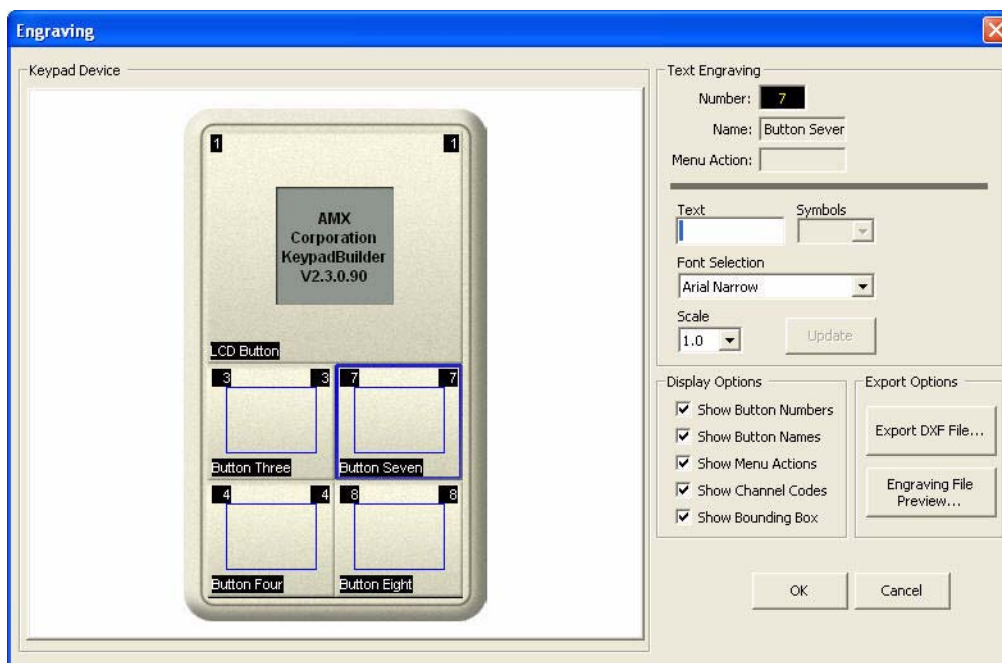 Engraving
Keypad Device
1 1
AMX
Corporation
KeypadBuilder
V2.3.0.90
LCD Button
3 3 7 7
Button Three Button Seven
4 4 8 8
Button Four Button Eight
Text Engraving
Number: 7
Name: Button Sever
Menu Action:
Text Symbols
Font Selection
Arial Narrow
Scale
1.0 Update
Display Options
Show Button Numbers
Show Button Names
Show Menu Actions
Show Channel Codes
Show Bounding Box
Export Options
Export DXF File...
Engraving File
Preview...
OK Cancel